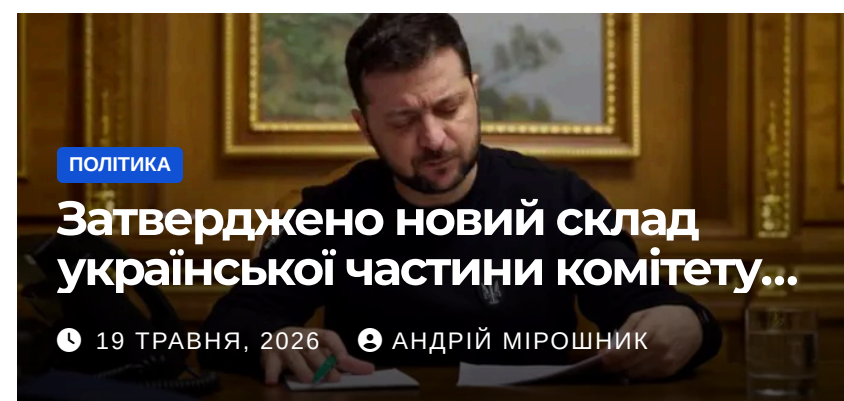 ПОЛІТИКА
Затверджено новий склад
української частини комітету...
19 ТРАВНЯ, 2026 АНДРІЙ МІРОШНИК